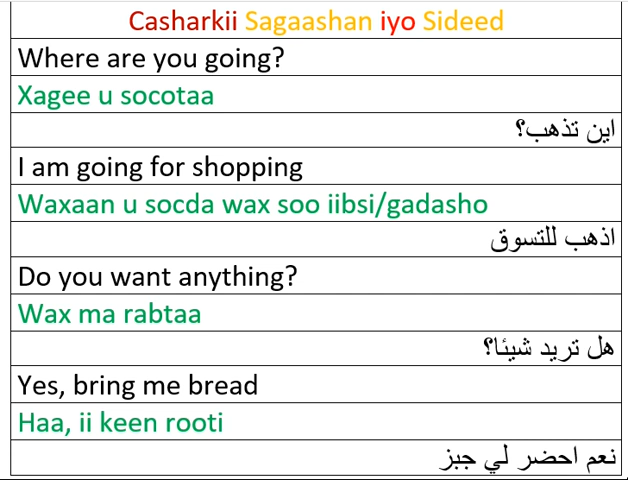 Casharkii Sagaashan iyo Sideed
Where are you going?
Xagee u socotaa
اين تذهب؟
I am going for shopping
Waxaan u socda wax soo iibsi/gadasho
اذهب للتسوق
Do you want anything?
Wax ma rabtaa
هل تريد شيئا؟
Yes, bring me bread
Haa, ii keen rooti
نعم احضر لي جبز